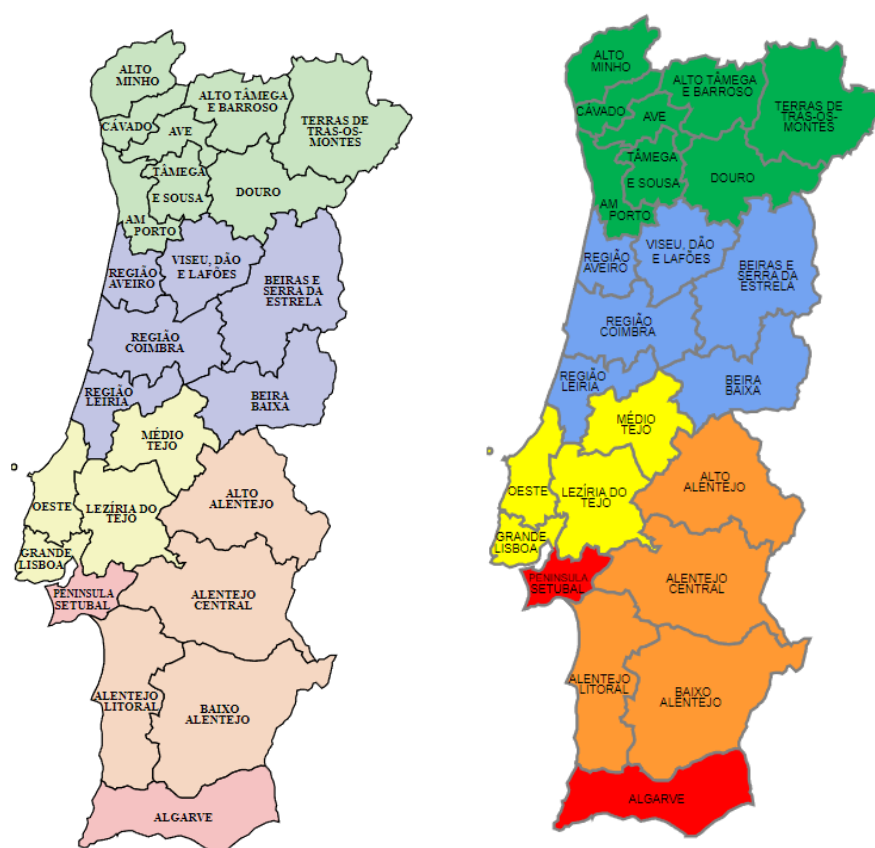 ALTO
MINHO
ALTO TÂMEGA
E BARROSO
TERRAS DE
TRÁS-OS-
MONTES
CÁVADO
AVE
TÂMEGA
E SOUSA
DOURO
AM
PORTO
REGIÃO
AVEIRO
VISEU, DÃO
E LAFÕES
BEIRAS E
SERRA DA
ESTRELA
REGIÃO
COIMBRA
REGIÃO
LEIRIA
BEIRA
BAIXA
MÉDIO
TEJO
OESTE
LEZÍRIA DO
TEJO
ALTO
ALENTEJO
GRANDE
LISBOA
PENINSULA
SETUBAL
ALENTEJO
CENTRAL
ALENTEJO
LITORAL
BAIXO
ALENTEJO
ALGARVE
ALTO
MINHO
ALTO TÂMEGA
E BARROSO
TERRAS DE
TRÁS-OS-
MONTES
CÁVADO
AVE
TÂMEGA
E SOUSA
DOURO
AM
PORTO
REGIÃO
AVEIRO
VISEU, DÃO
E LAFÕES
BEIRAS E
SERRA DA
ESTRELA
REGIÃO
COIMBRA
REGIÃO
LEIRIA
BEIRA
BAIXA
MÉDIO
TEJO
OESTE
LEZÍRIA DO
TEJO
ALTO
ALENTEJO
GRANDE
LISBOA
PENINSULA
SETUBAL
ALENTEJO
CENTRAL
ALENTEJO
LITORAL
BAIXO
ALENTEJO
ALGARVE